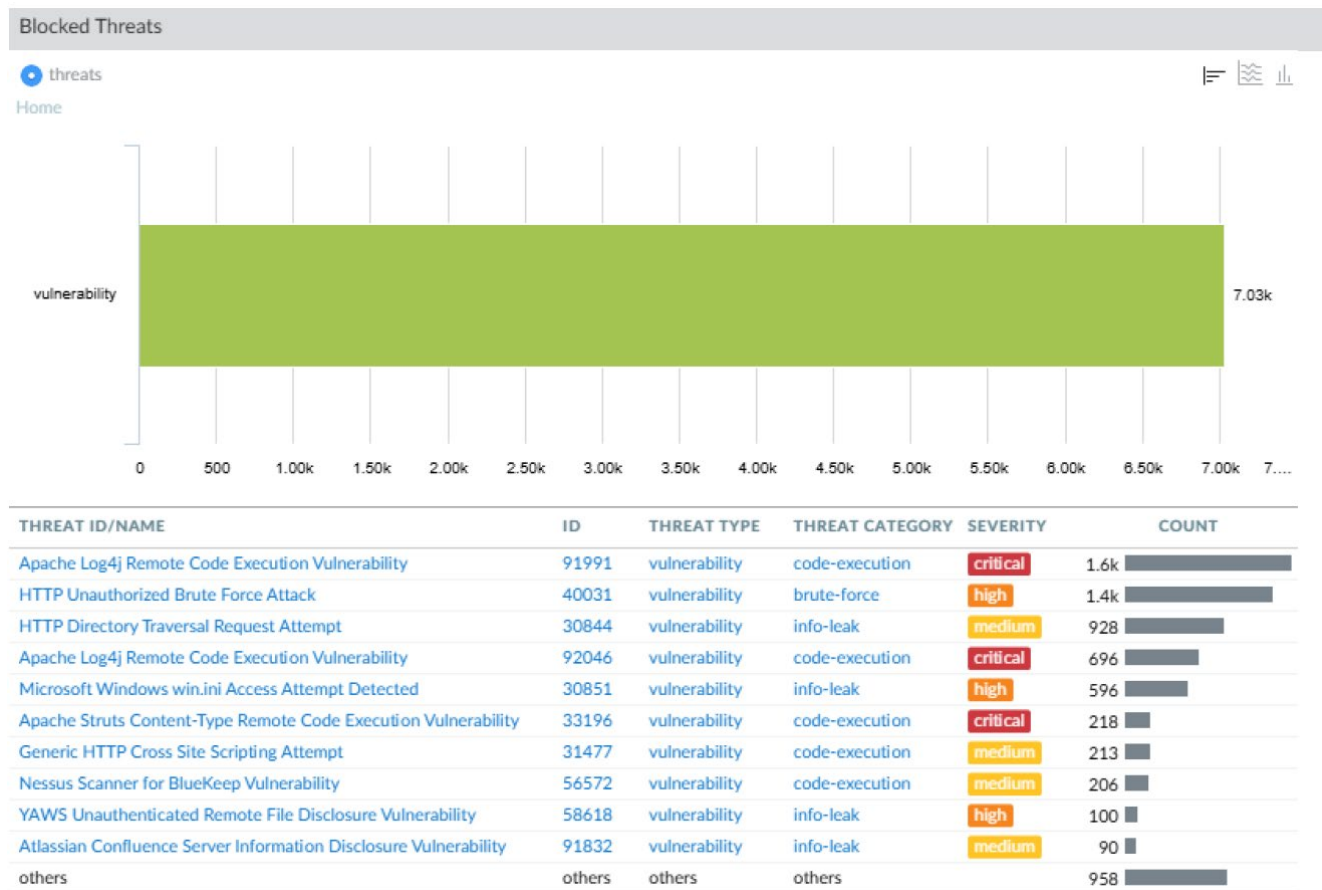 Blocked Threats
threats
Home
vulnerability
7.03k
0 500 1.00k 1.50k 2.00k 2.50k 3.00k 3.50k 4.00k 4.50k 5.00k 5.50k 6.00k 6.50k 7.00k 7....
THREAT ID/NAME ID THREAT TYPE THREAT CATEGORY SEVERITY COUNT
Apache Log4j Remote Code Execution Vulnerability 91991 vulnerability code-execution critical 1.6k
HTTP Unauthorized Brute Force Attack 40031 vulnerability brute-force high 1.4k
HTTP Directory Traversal Request Attempt 30844 vulnerability info-leak medium 928
Apache Log4j Remote Code Execution Vulnerability 92046 vulnerability code-execution critical 696
Microsoft Windows win.ini Access Attempt Detected 30851 vulnerability info-leak high 596
Apache Struts Content-Type Remote Code Execution Vulnerability 33196 vulnerability code-execution critical 218
Generic HTTP Cross Site Scripting Attempt 31477 vulnerability code-execution medium 213
Nessus Scanner for BlueKeep Vulnerability 56572 vulnerability code-execution medium 206
YAWS Unauthenticated Remote File Disclosure Vulnerability 58618 vulnerability info-leak high 100
Atlassian Confluence Server Information Disclosure Vulnerability 91832 vulnerability info-leak medium 90
others others others others 958